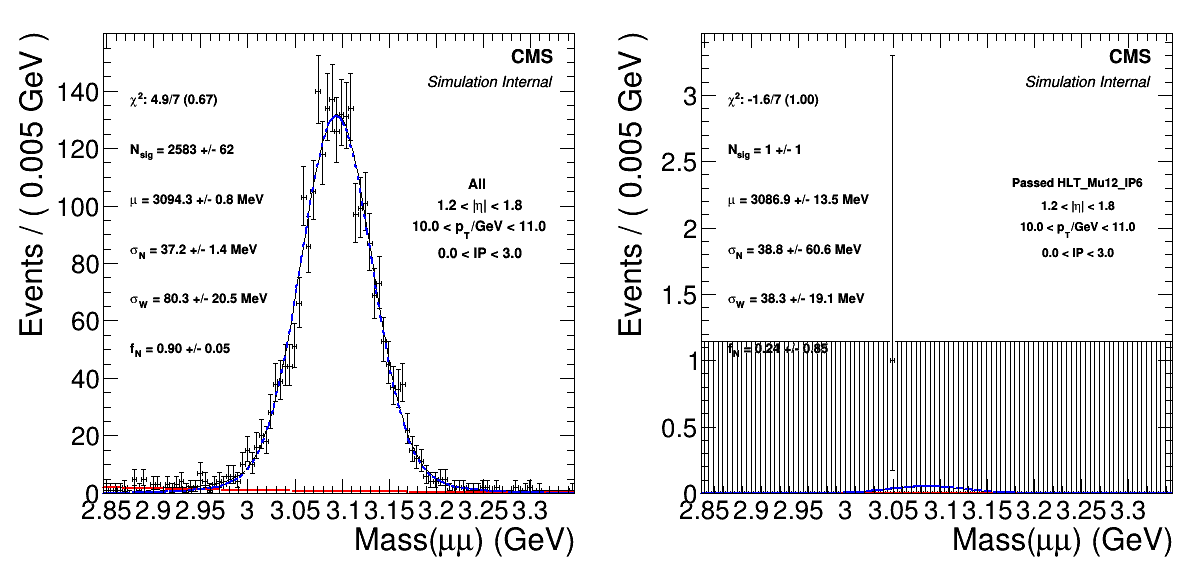 Events / ( 0.005 GeV )
140
120
100
80
60
40
20
0
CMS
Simulation Internal
χ²: 4.9/7 (0.67)
N_sig = 2583 +/- 62
μ = 3094.3 +/- 0.8 MeV
σ_N = 37.2 +/- 1.4 MeV
σ_W = 80.3 +/- 20.5 MeV
f_N = 0.90 +/- 0.05
All
1.2 < |η| < 1.8
10.0 < p_T/GeV < 11.0
0.0 < IP < 3.0
2.85 2.9 2.95 3 3.05 3.1 3.15 3.2 3.25 3.3
Mass(μμ) (GeV)
Events / ( 0.005 GeV )
3
2.5
2
1.5
1
0.5
0
CMS
Simulation Internal
χ²: -1.6/7 (1.00)
N_sig = 1 +/- 1
μ = 3086.9 +/- 13.5 MeV
σ_N = 38.8 +/- 60.6 MeV
σ_W = 38.3 +/- 19.1 MeV
f_N = 0.24 +/- 0.85
Passed HLT_Mu12_IP6
1.2 < |η| < 1.8
10.0 < p_T/GeV < 11.0
0.0 < IP < 3.0
2.85 2.9 2.95 3 3.05 3.1 3.15 3.2 3.25 3.3
Mass(μμ) (GeV)